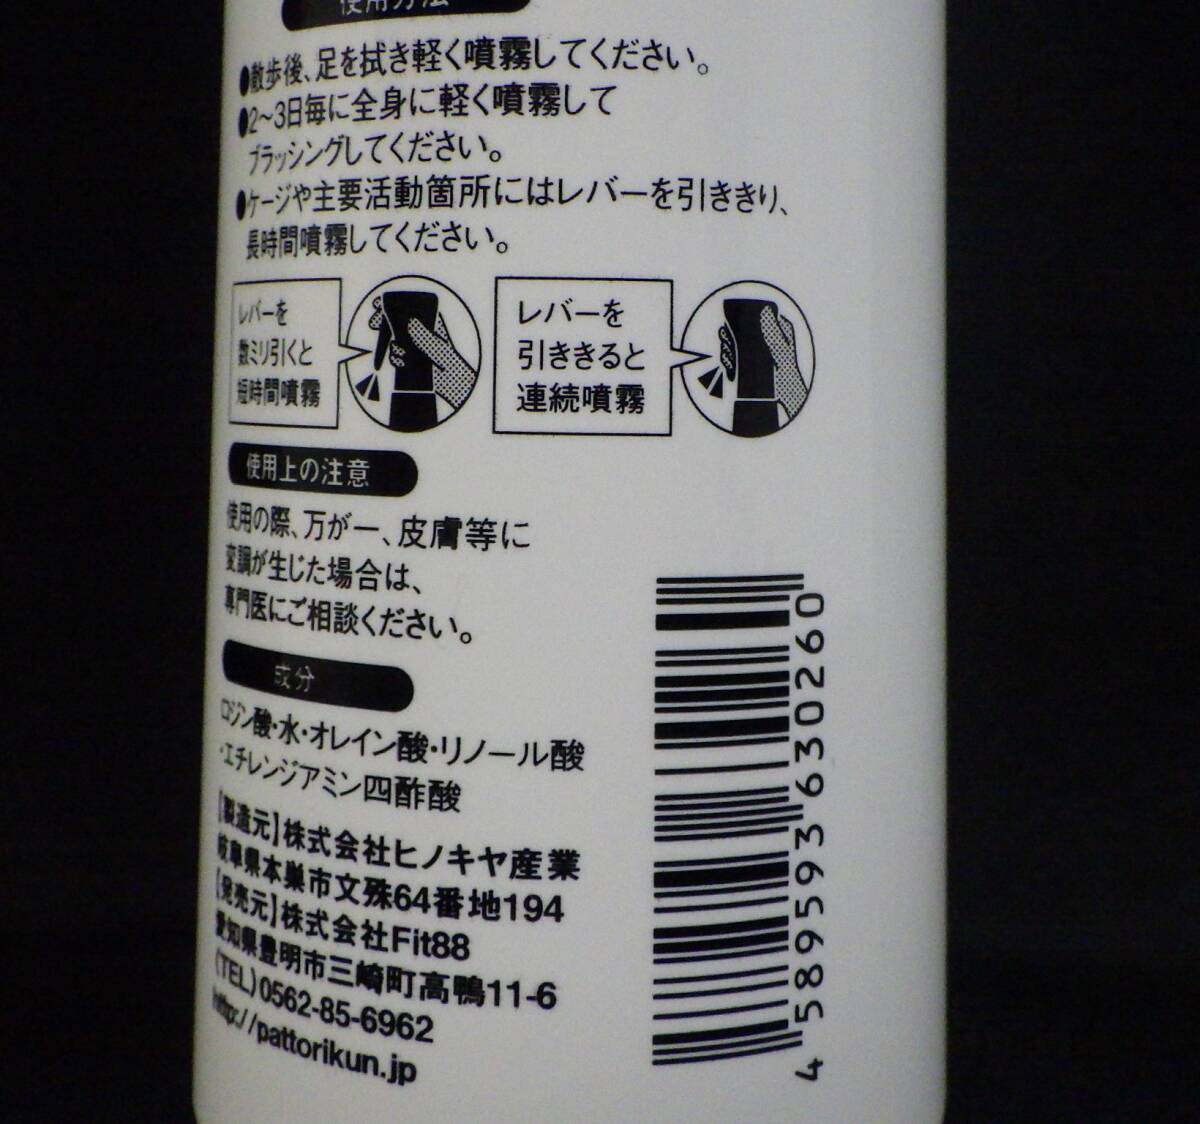 使用方法
●散歩後、足を拭き軽く噴霧してください。
●2〜3日毎に全身に軽く噴霧して
ブラッシングしてください。
●ケージや主要活動箇所にはレバーを引ききり、
長時間噴霧してください。
レバーを
数ミリ引くと
短時間噴霧
レバーを
引ききると
連続噴霧
使用上の注意
使用の際、万が一、皮膚等に
変調が生じた場合は、
専門医にご相談ください。
成分
ロジン酸・水・オレイン酸・リノール酸
・エチレンジアミン四酢酸
【製造元】株式会社ヒノキヤ産業
岐阜県本巣市文殊64番地194
【発売元】株式会社Fit88
愛知県豊明市三崎町高鴨11-6
(TEL)0562-85-6962
http://pattorikun.jp
4 589593 630260